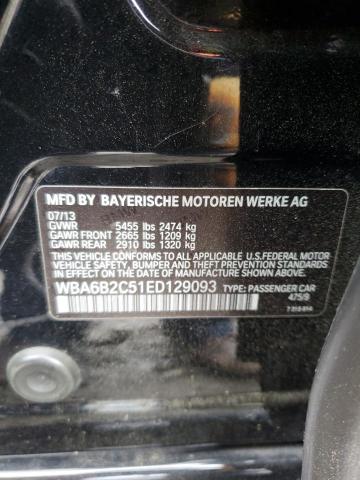 MFD BY BAYERISCHE MOTOREN WERKE AG
07/13
GVWR 5455 lbs 2474 kg
GAWR FRONT 2665 lbs 1209 kg
GAWR REAR 2910 lbs 1320 kg
THIS VEHICLE CONFORMS TO ALL APPLICABLE U.S. FEDERAL MOTOR
VEHICLE SAFETY, BUMPER AND THEFT PREVENTION STANDARDS
IN EFFECT ON THE DATE OF MANUFACTURE SHOWN ABOVE.
WBA6B2C51ED129093 TYPE: PASSENGER CAR
475/9